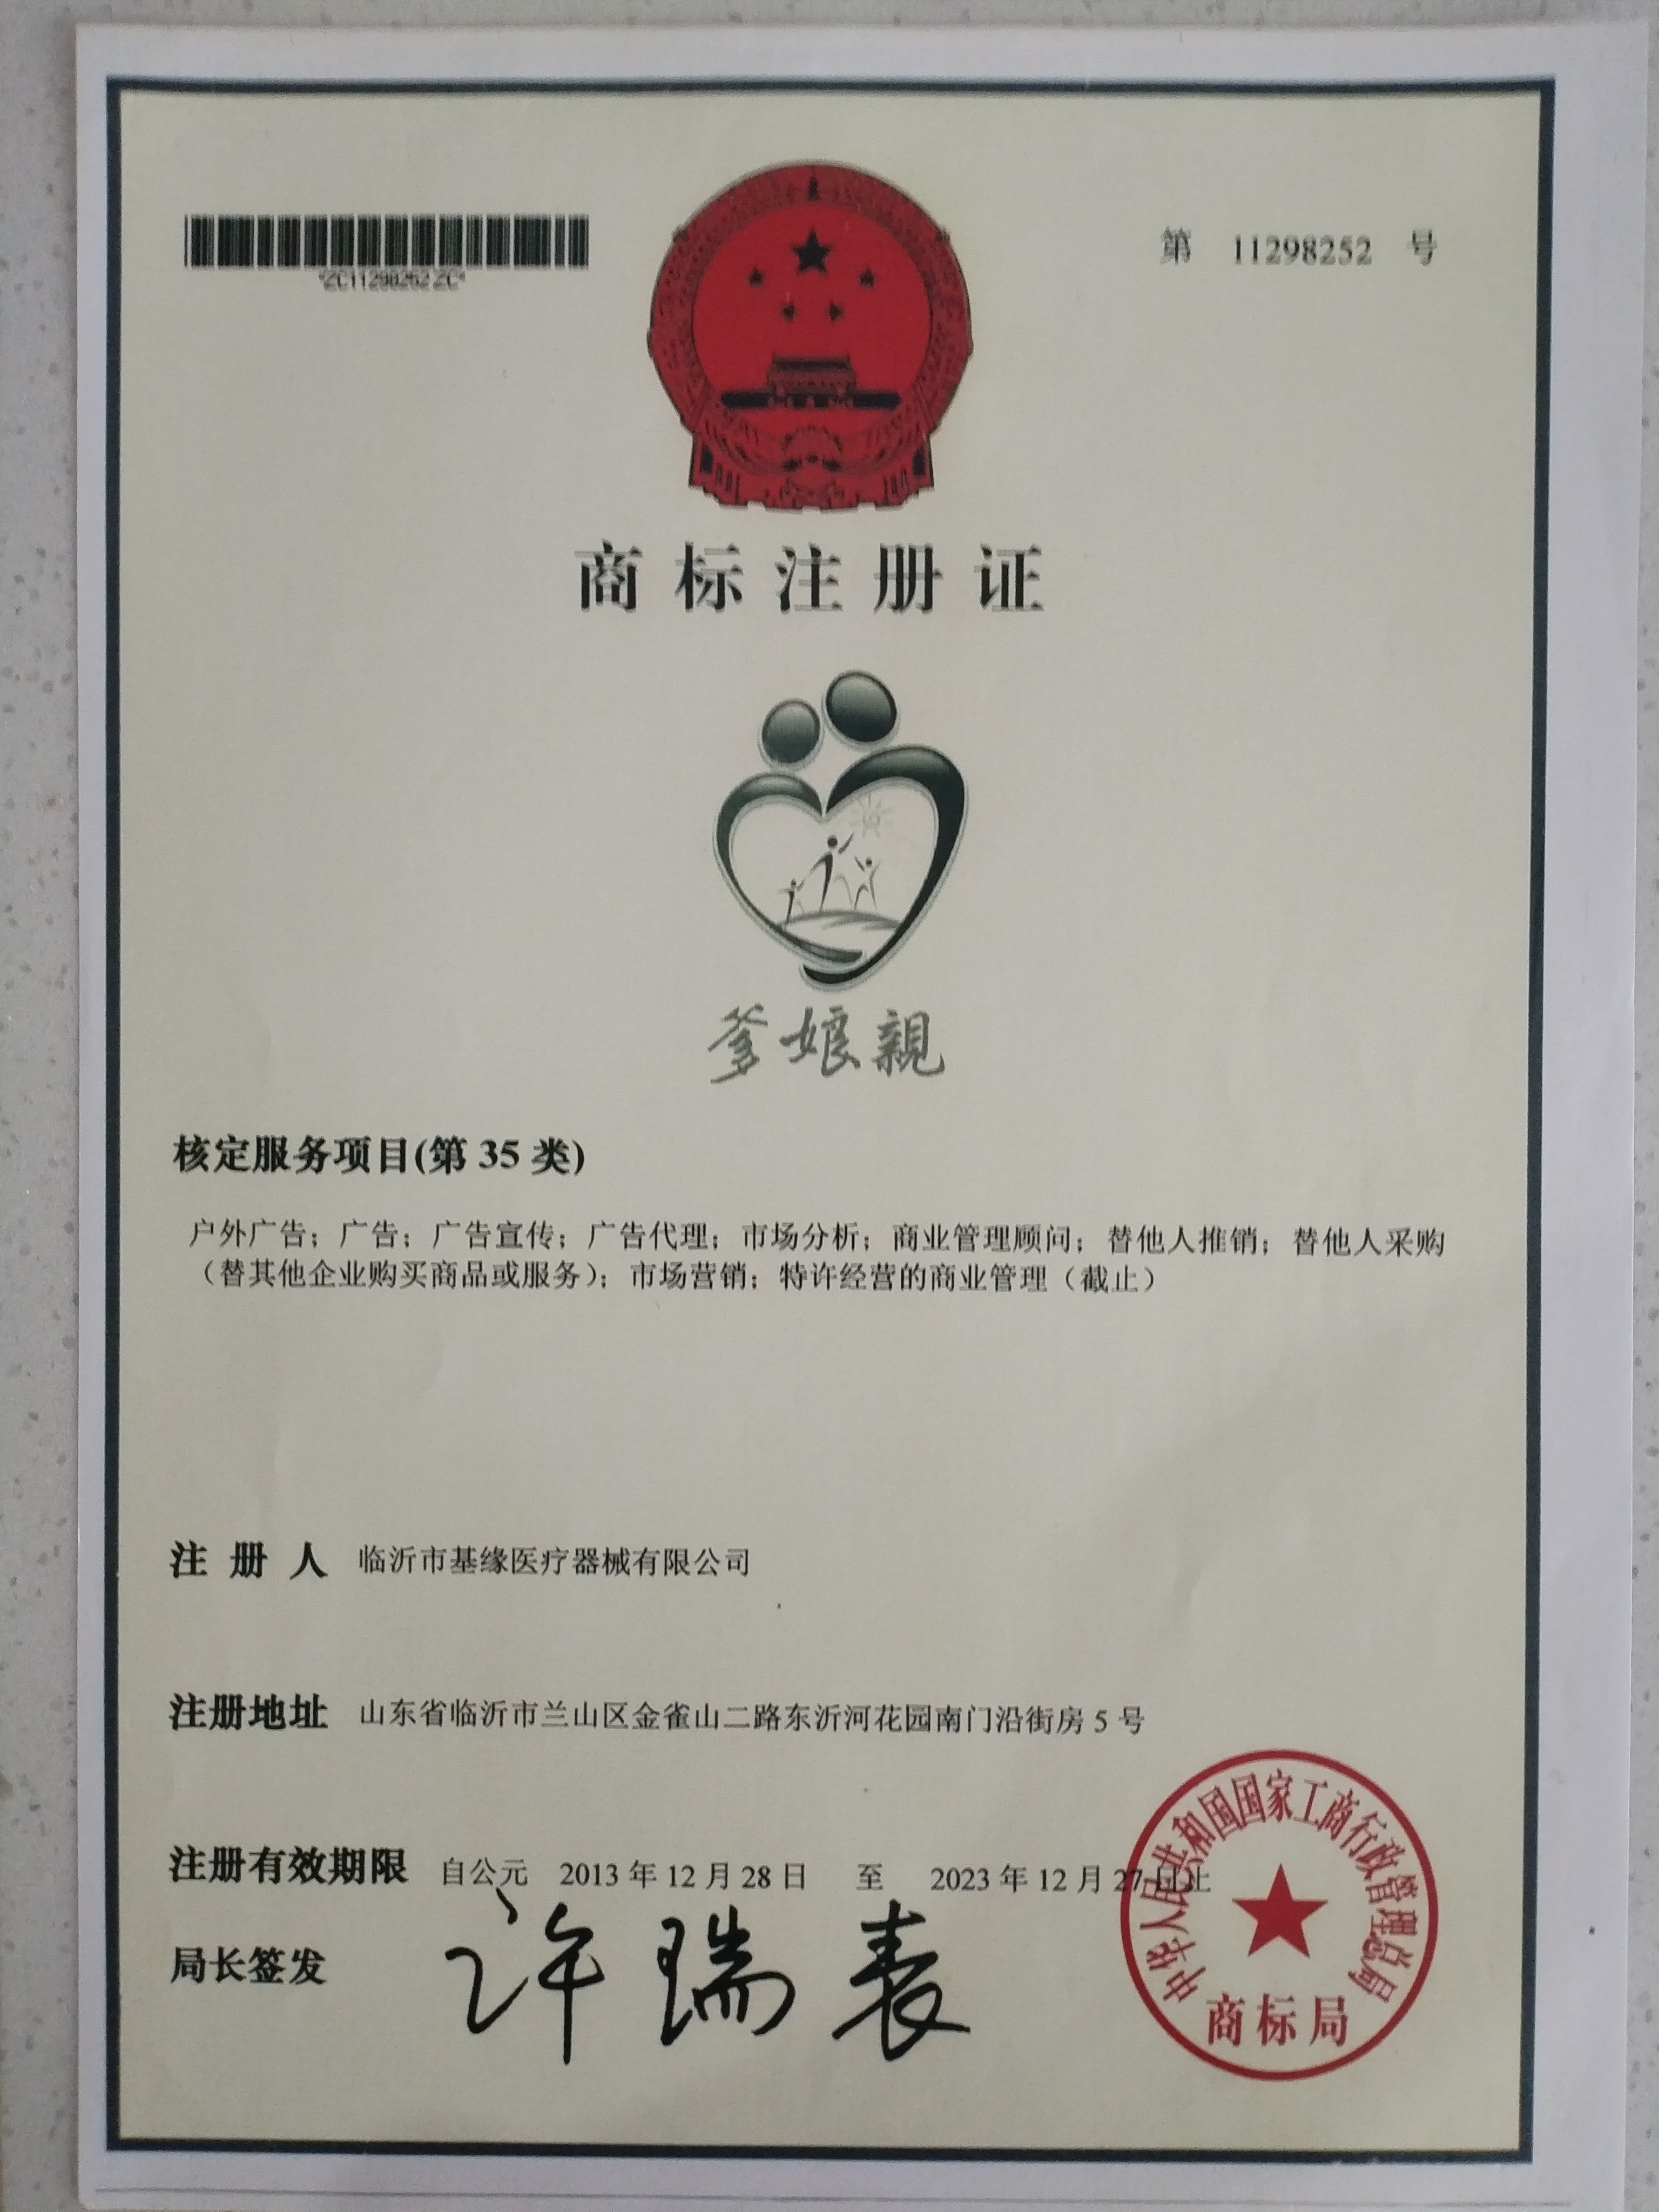 第 11298252 号
*ZC11298252ZC*
商标注册证
爹娘親
核定服务项目(第 35 类)
户外广告；广告；广告宣传；广告代理；市场分析；商业管理顾问；替他人推销；替他人采购
（替其他企业购买商品或服务）；市场营销；特许经营的商业管理（截止）
注册人 临沂市基缘医疗器械有限公司
注册地址 山东省临沂市兰山区金雀山二路东沂河花园南门沿街房 5 号
注册有效期限 自公元 2013 年 12 月 28 日 至 2023 年 12 月 27 日止
局长签发 许瑞表
中华人民共和国国家工商行政管理总局
商标局